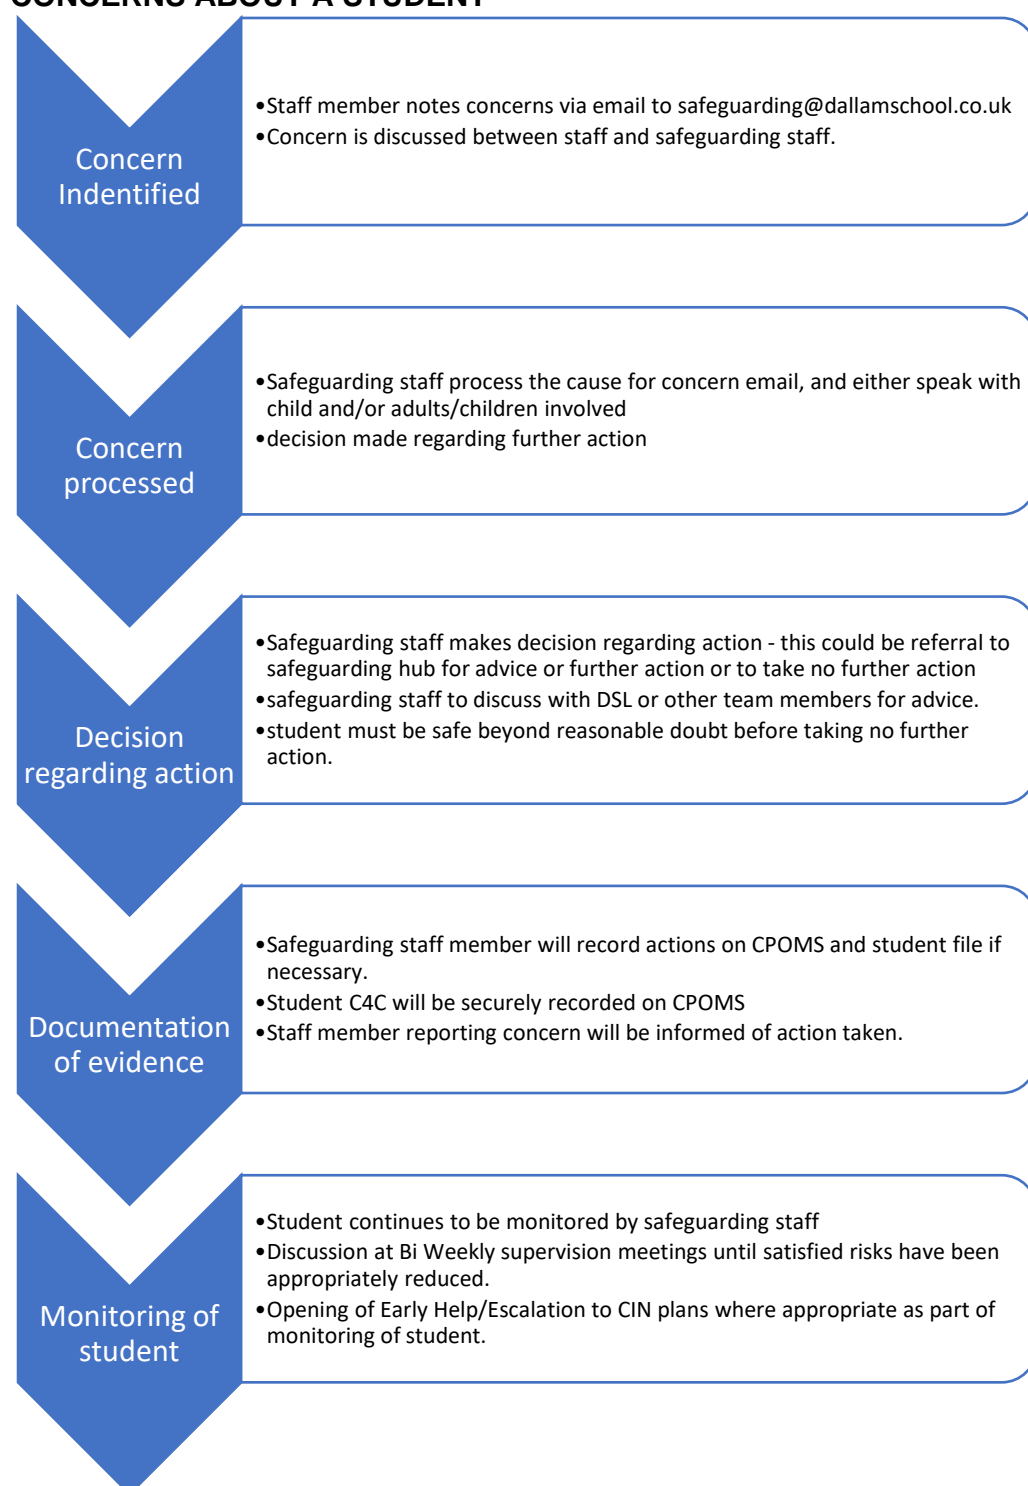 CONCERNS ABOUT A STUDENT
Concern
Indentified
•Staff member notes concerns via email to safeguarding@dallamschool.co.uk
•Concern is discussed between staff and safeguarding staff.
Concern
processed
•Safeguarding staff process the cause for concern email, and either speak with
child and/or adults/children involved
•decision made regarding further action
Decision
regarding action
•Safeguarding staff makes decision regarding action - this could be referral to
safeguarding hub for advice or further action or to take no further action
•safeguarding staff to discuss with DSL or other team members for advice.
•student must be safe beyond reasonable doubt before taking no further
action.
Documentation
of evidence
•Safeguarding staff member will record actions on CPOMS and student file if
necessary.
•Student C4C will be securely recorded on CPOMS
•Staff member reporting concern will be informed of action taken.
Monitoring of
student
•Student continues to be monitored by safeguarding staff
•Discussion at Bi Weekly supervision meetings until satisfied risks have been
appropriately reduced.
•Opening of Early Help/Escalation to CIN plans where appropriate as part of
monitoring of student.